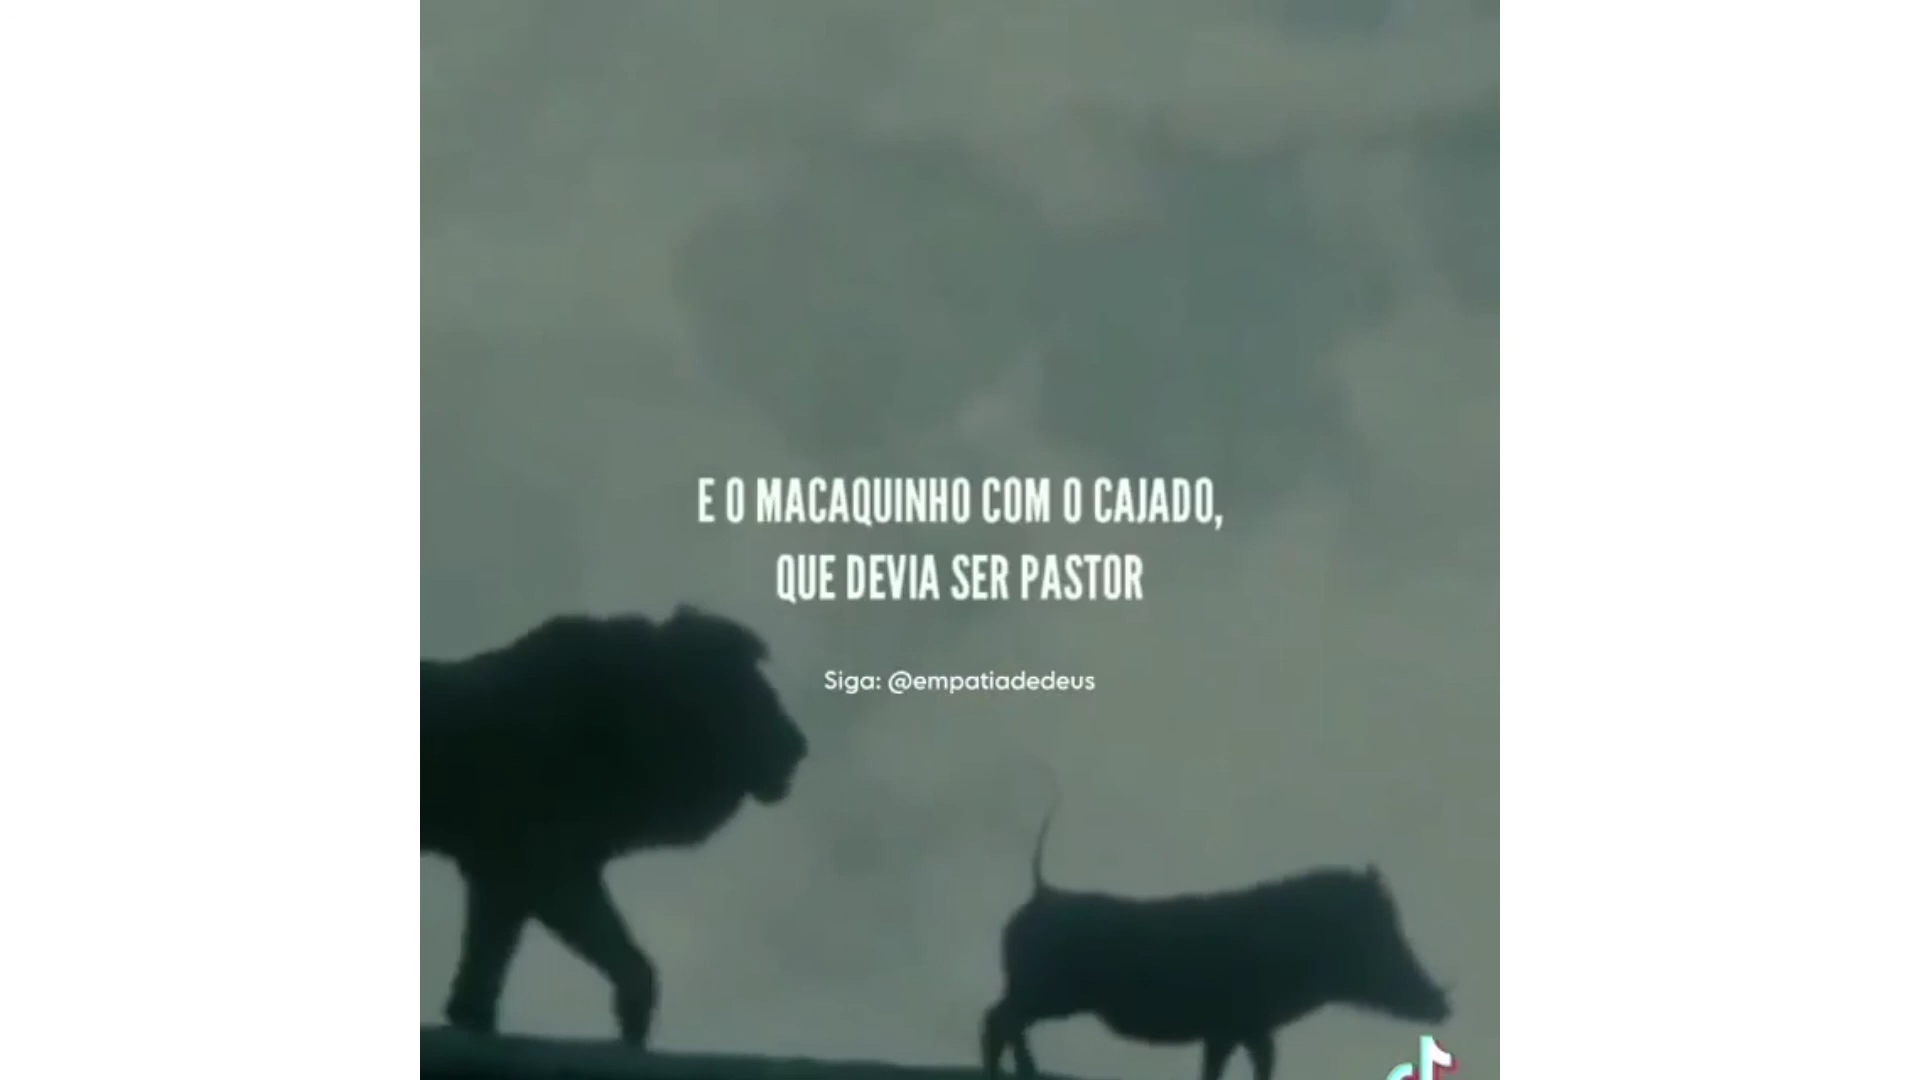 E O MACAQUINHO COM O CAJADO,
QUE DEVIA SER PASTOR
Siga: @empatiadedeus